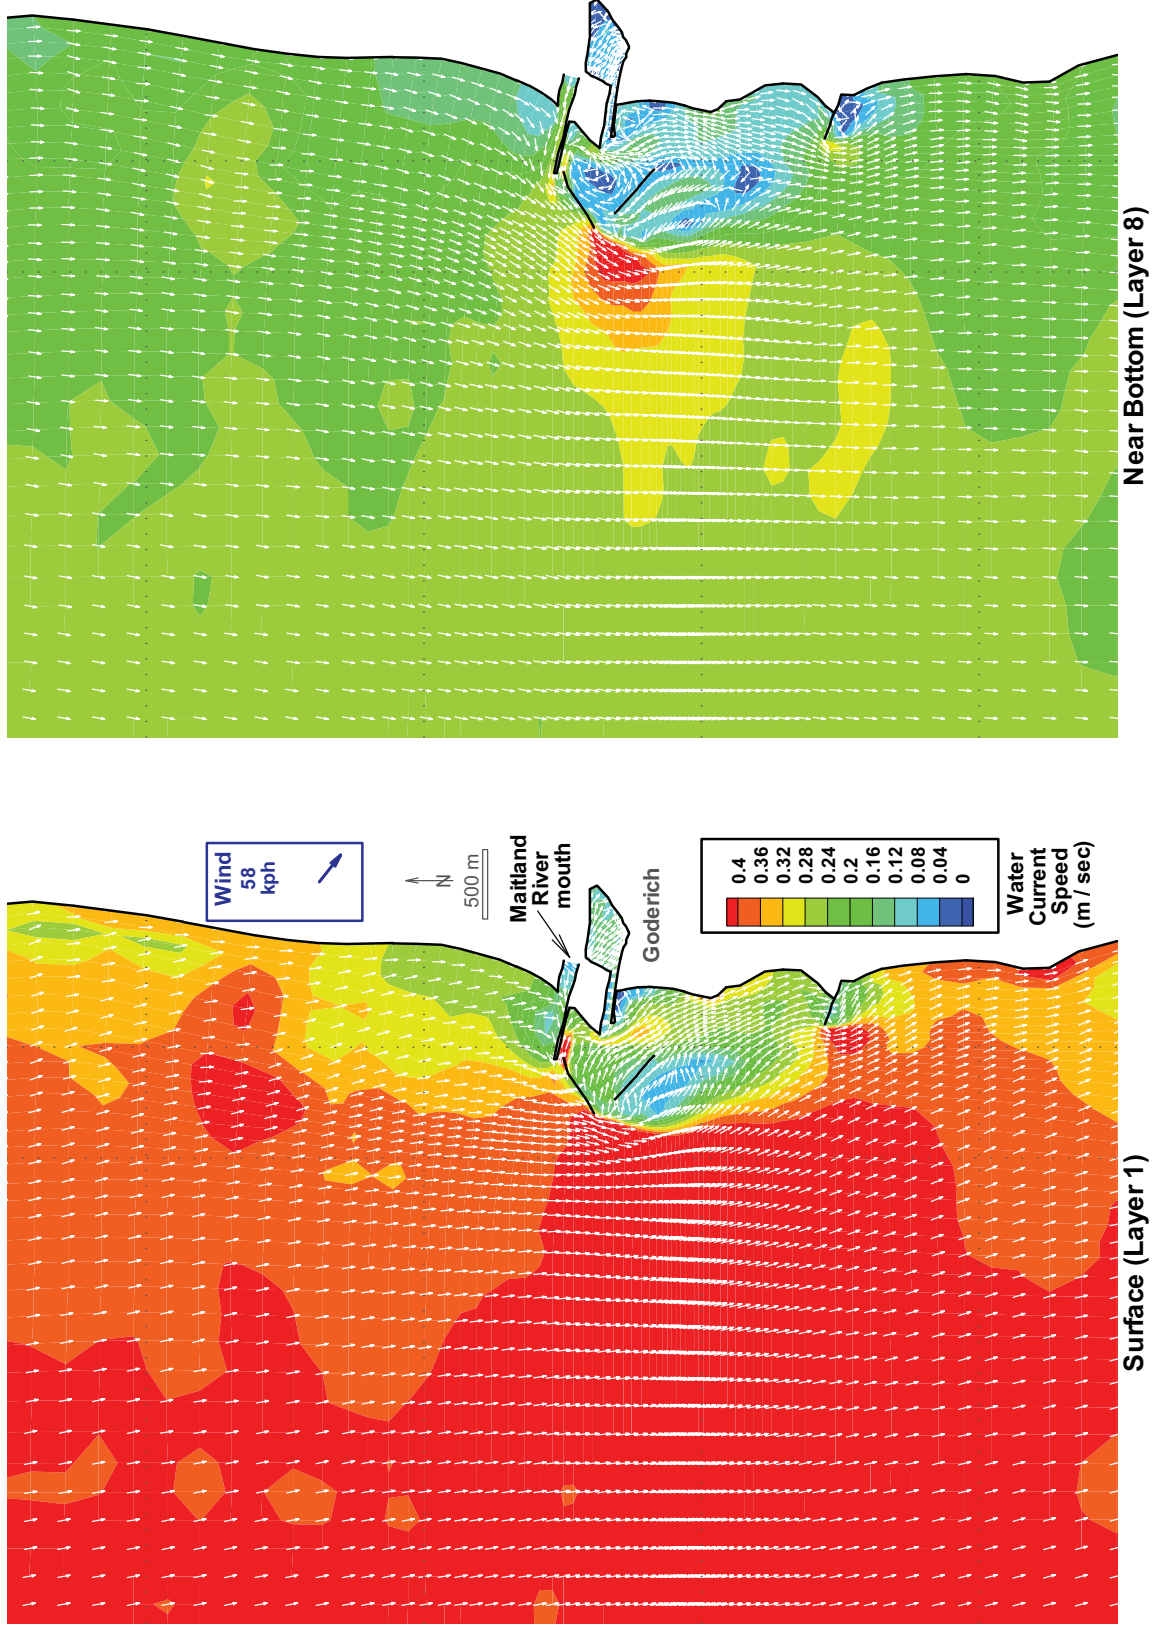 Wind
58
kph
N
500 m
Maitland
River
mouth
Goderich
0.4
0.36
0.32
0.28
0.24
0.2
0.16
0.12
0.08
0.04
0
Water
Current
Speed
(m / sec)
Surface (Layer 1)
Near Bottom (Layer 8)